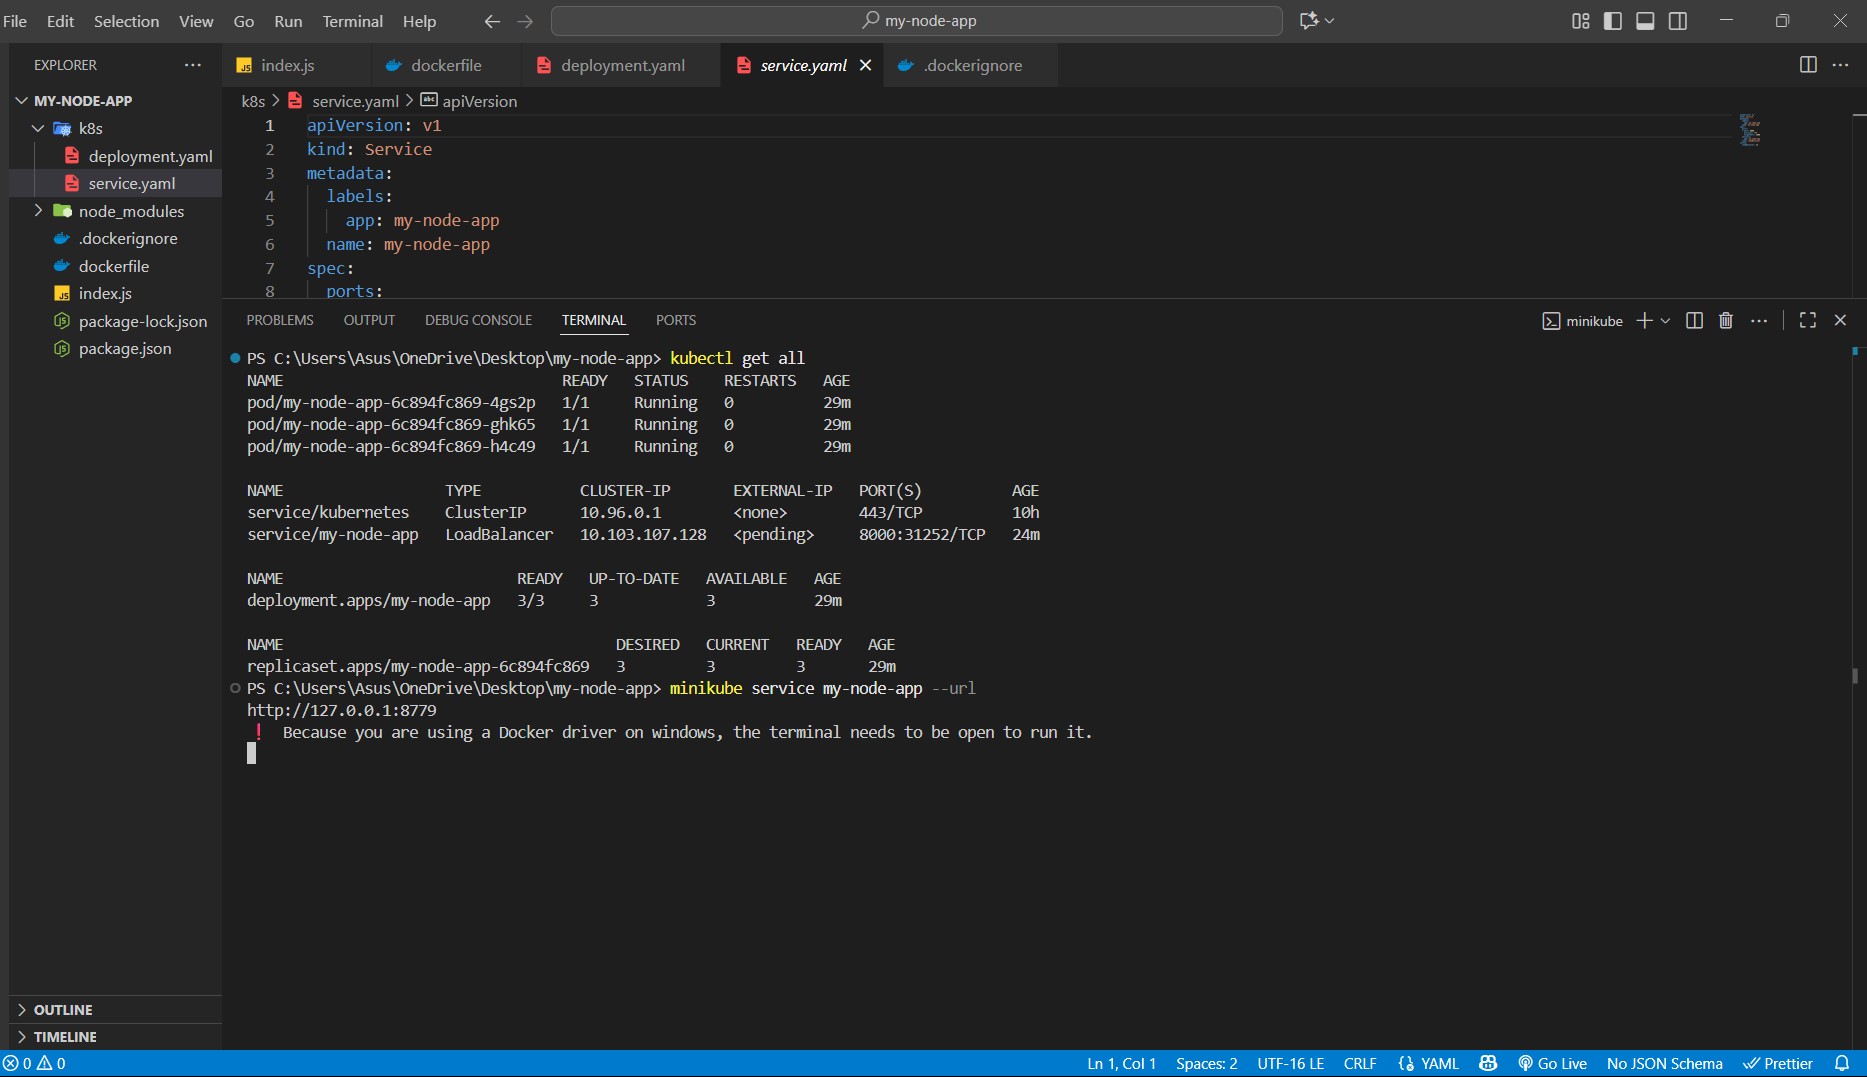 File Edit Selection View Go Run Terminal Help my-node-app
EXPLORER
MY-NODE-APP
k8s
deployment.yaml
service.yaml
node_modules
.dockerignore
dockerfile
index.js
package-lock.json
package.json
OUTLINE
TIMELINE
index.js dockerfile deployment.yaml service.yaml .dockerignore
k8s > service.yaml > apiVersion
1 apiVersion: v1
2 kind: Service
3 metadata:
4 labels:
5 app: my-node-app
6 name: my-node-app
7 spec:
8 ports:
PROBLEMS OUTPUT DEBUG CONSOLE TERMINAL PORTS minikube
PS C:\Users\Asus\OneDrive\Desktop\my-node-app> kubectl get all
NAME READY STATUS RESTARTS AGE
pod/my-node-app-6c894fc869-4gs2p 1/1 Running 0 29m
pod/my-node-app-6c894fc869-ghk65 1/1 Running 0 29m
pod/my-node-app-6c894fc869-h4c49 1/1 Running 0 29m
NAME TYPE CLUSTER-IP EXTERNAL-IP PORT(S) AGE
service/kubernetes ClusterIP 10.96.0.1 <none> 443/TCP 10h
service/my-node-app LoadBalancer 10.103.107.128 <pending> 8000:31252/TCP 24m
NAME READY UP-TO-DATE AVAILABLE AGE
deployment.apps/my-node-app 3/3 3 3 29m
NAME DESIRED CURRENT READY AGE
replicaset.apps/my-node-app-6c894fc869 3 3 3 29m
PS C:\Users\Asus\OneDrive\Desktop\my-node-app> minikube service my-node-app --url
http://127.0.0.1:8779
! Because you are using a Docker driver on windows, the terminal needs to be open to run it.
0 0 Ln 1, Col 1 Spaces: 2 UTF-16 LE CRLF YAML Go Live No JSON Schema Prettier